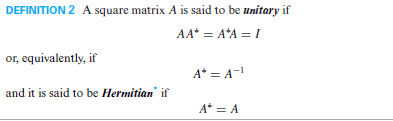 DEFINITION 2 A square matrix A is said to be unitary if
AA* = A*A = I
or, equivalently, if
A* = A⁻¹
and it is said to be Hermitian* if
A* = A